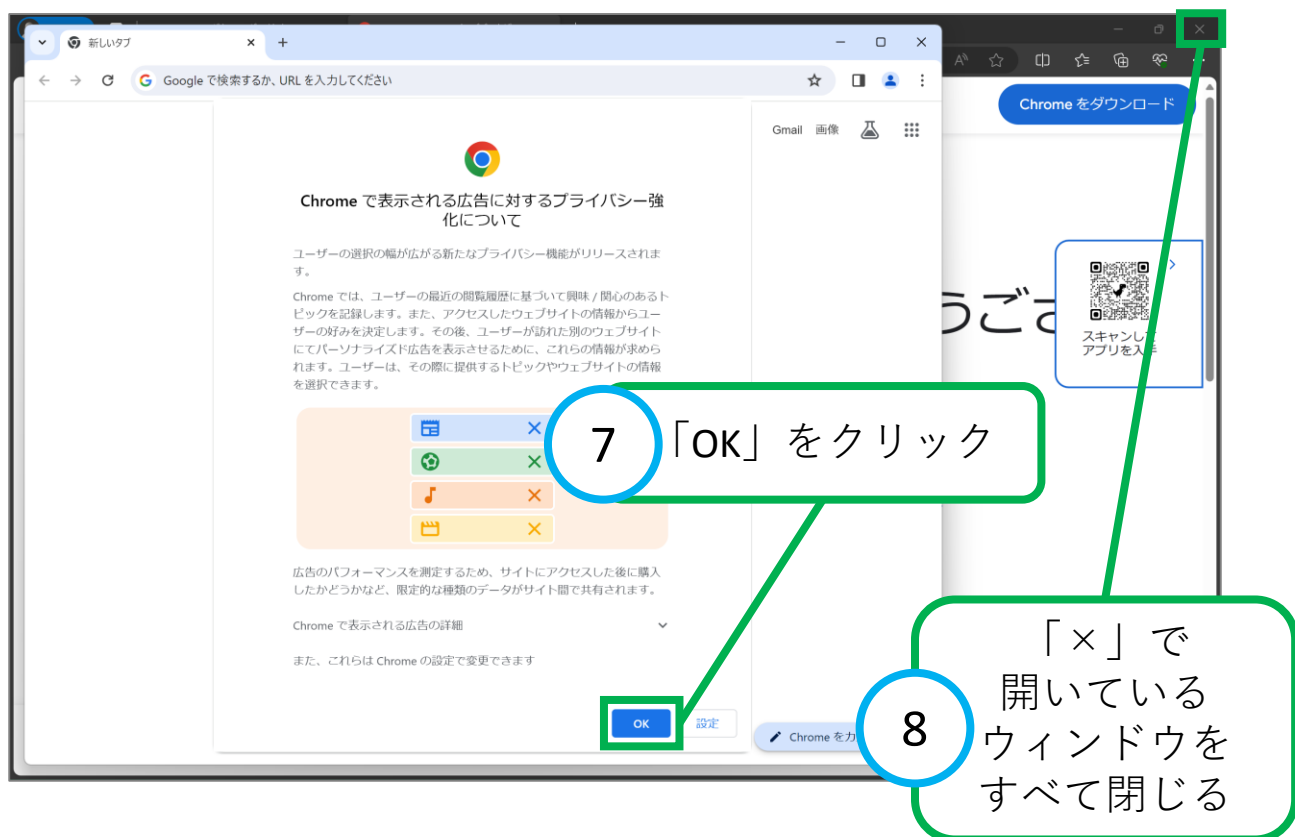 新しいタブ
Google で検索するか、URL を入力してください
Chrome をダウンロード
Gmail 画像
Chrome で表示される広告に対するプライバシー強
化について
ユーザーの選択の幅が広がる新たなプライバシー機能がリリースされま
す。
Chrome では、ユーザーの最近の閲覧履歴に基づいて興味 / 関心のあるト
ピックを記録します。また、アクセスしたウェブサイトの情報からユー
ザーの好みを決定します。その後、ユーザーが訪れた別のウェブサイト
にてパーソナライズド広告を表示させるために、これらの情報が求めら
れます。ユーザーは、その際に提供するトピックやウェブサイトの情報
を選択できます。
うござ
スキャンして
アプリを入手
7
「OK」をクリック
広告のパフォーマンスを測定するため、サイトにアクセスした後に購入
したかどうかなど、限定的な種類のデータがサイト間で共有されます。
Chrome で表示される広告の詳細
また、これらは Chrome の設定で変更できます
OK
設定
Chrome をカ
8
「×」で
開いている
ウィンドウを
すべて閉じる